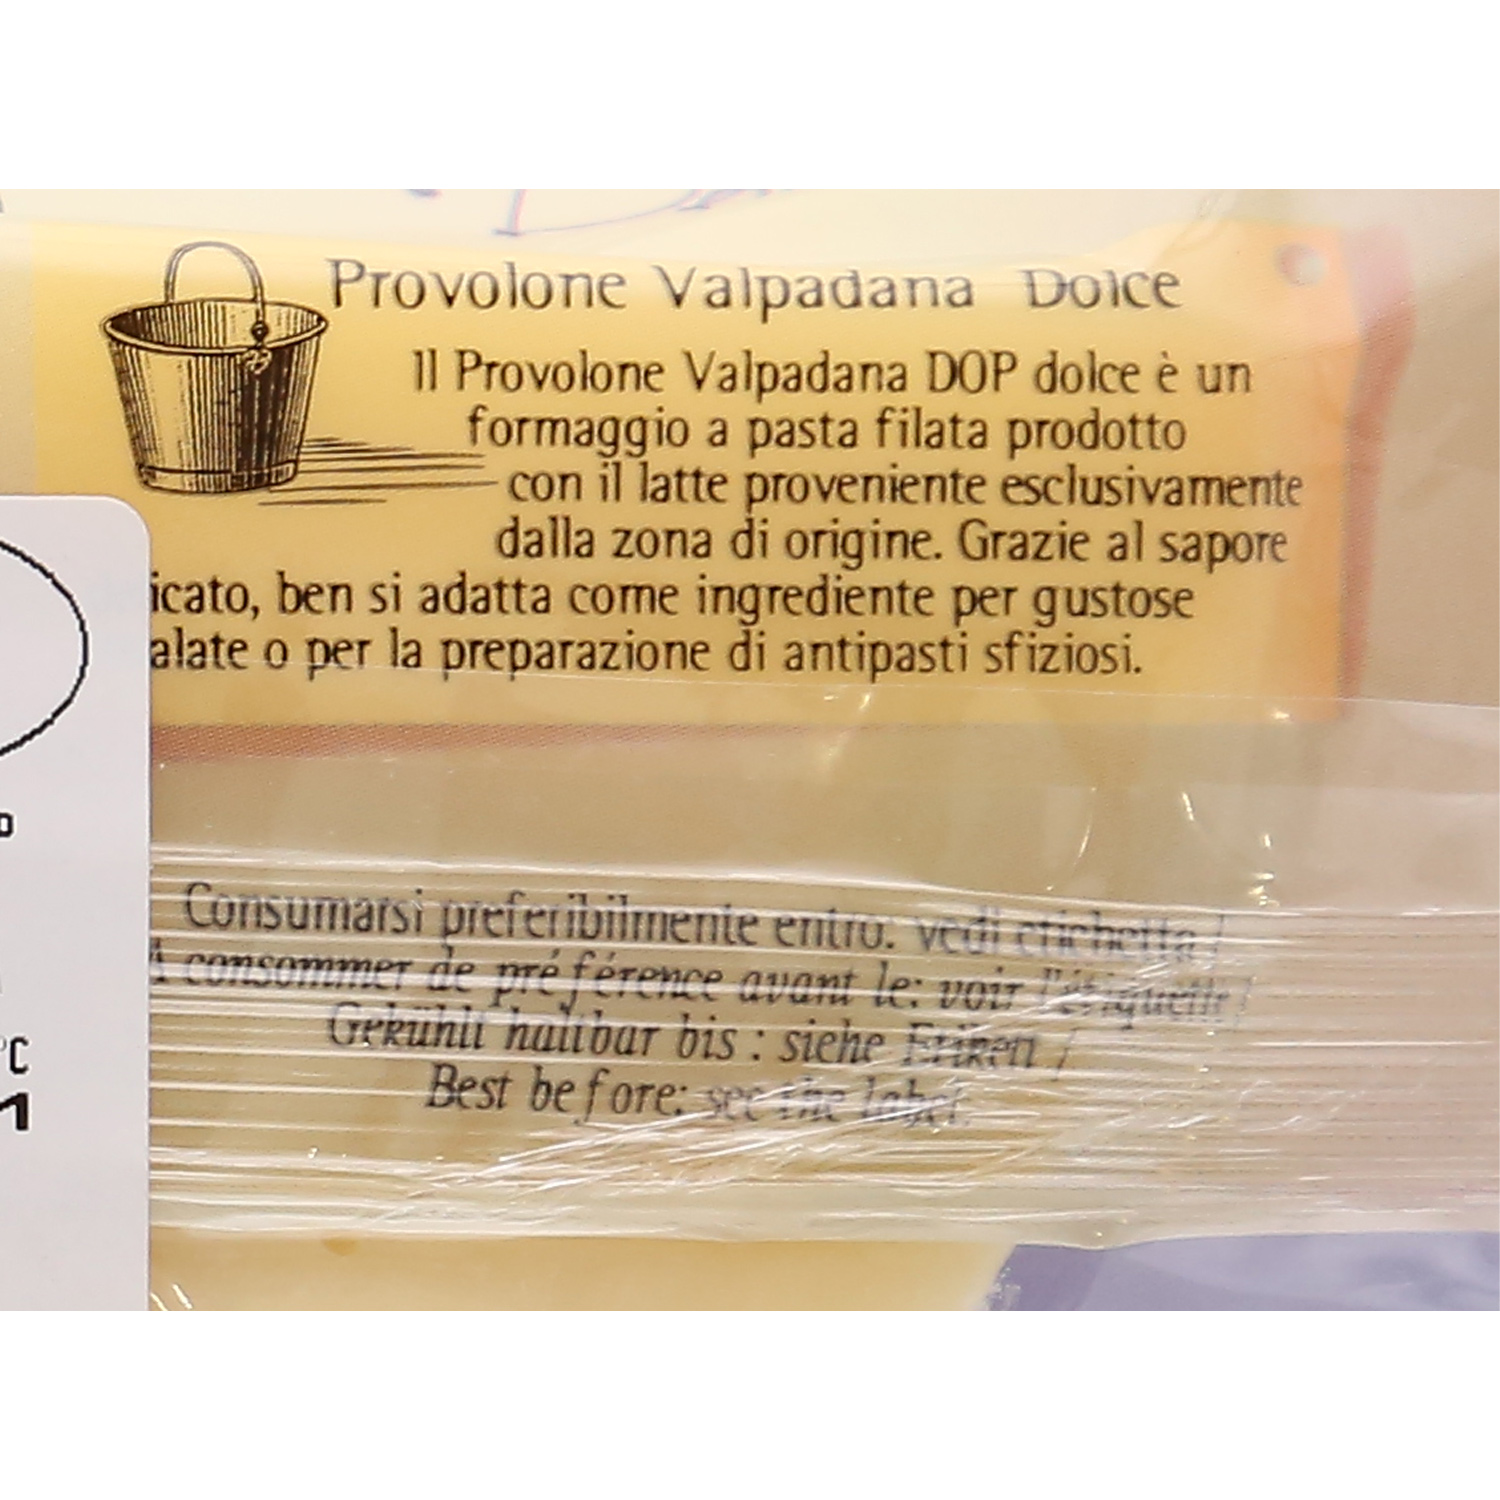 Provolone Valpadana Dolce
Il Provolone Valpadana DOP dolce è un
formaggio a pasta filata prodotto
con il latte proveniente esclusivamente
dalla zona di origine. Grazie al sapore
icato, ben si adatta come ingrediente per gustose
alate o per la preparazione di antipasti sfiziosi.
Consumarsi preferibilmente entro: vedi etichetta /
A consommer de préférence avant le: voir l'étiquette /
Gekühlt haltbar bis : siehe Etikett /
Best before: see the label.
°C
1